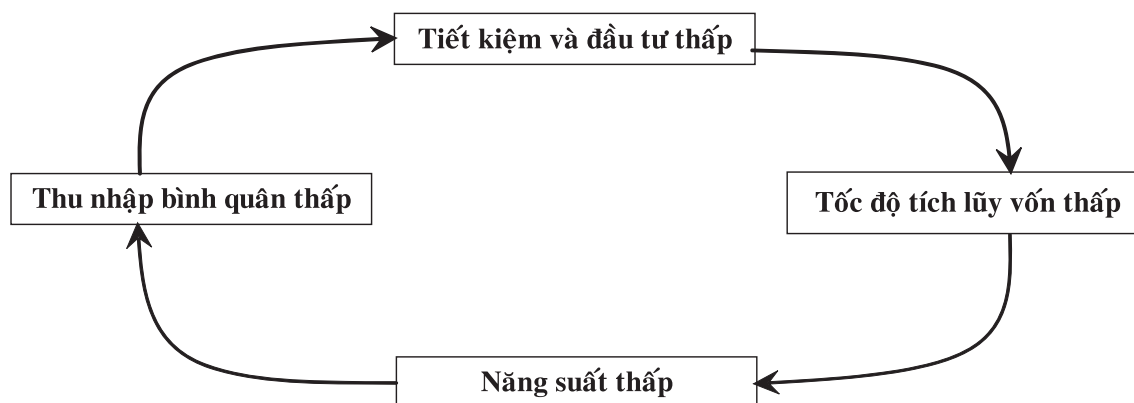 Tiết kiệm và đầu tư thấp
Thu nhập bình quân thấp
Tốc độ tích lũy vốn thấp
Năng suất thấp